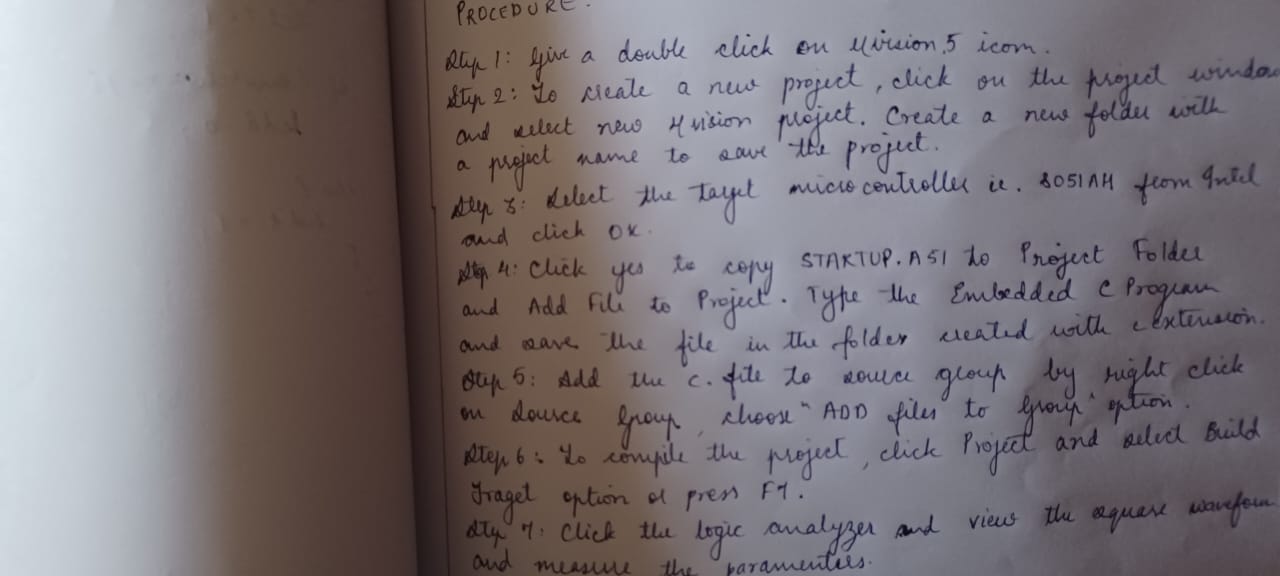 PROCEDURE.
Step 1: Give a double click on μvision.5 icom.
Step 2: To create a new project, click on the project window
and select new μvision project. Create a new folder with
a project name to save the project.
Step 3: Select the Target microcontroller ie. 8051AH from Intel
and click OK.
Step 4: Click yes to copy STARTUP.A51 to Project Folder
and Add File to Project. Type the Embedded C Program
and save the file in the folder created with c extension.
Step 5: Add the c. file to source group by right click
on Source Group, choose "ADD files to Group" option.
Step 6: To compile the project, click Project and select Build
Traget option or press F7.
Step 7: Click the logic analyzer and view the square waveform
and measure the paramenters.